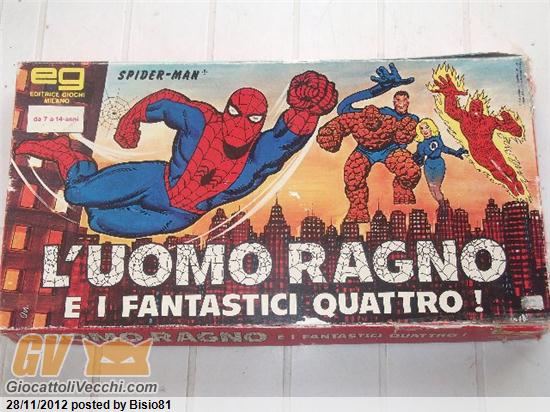 eg
EDITRICE GIOCHI
MILANO
SPIDER-MAN
da 7 a 14 anni
L'UOMO RAGNO
E I FANTASTICI QUATTRO!
UOMO RAGNO E I FANTASTICI QUATTRO!
GV
GiocattoliVecchi.com
28/11/2012 posted by Bisio81